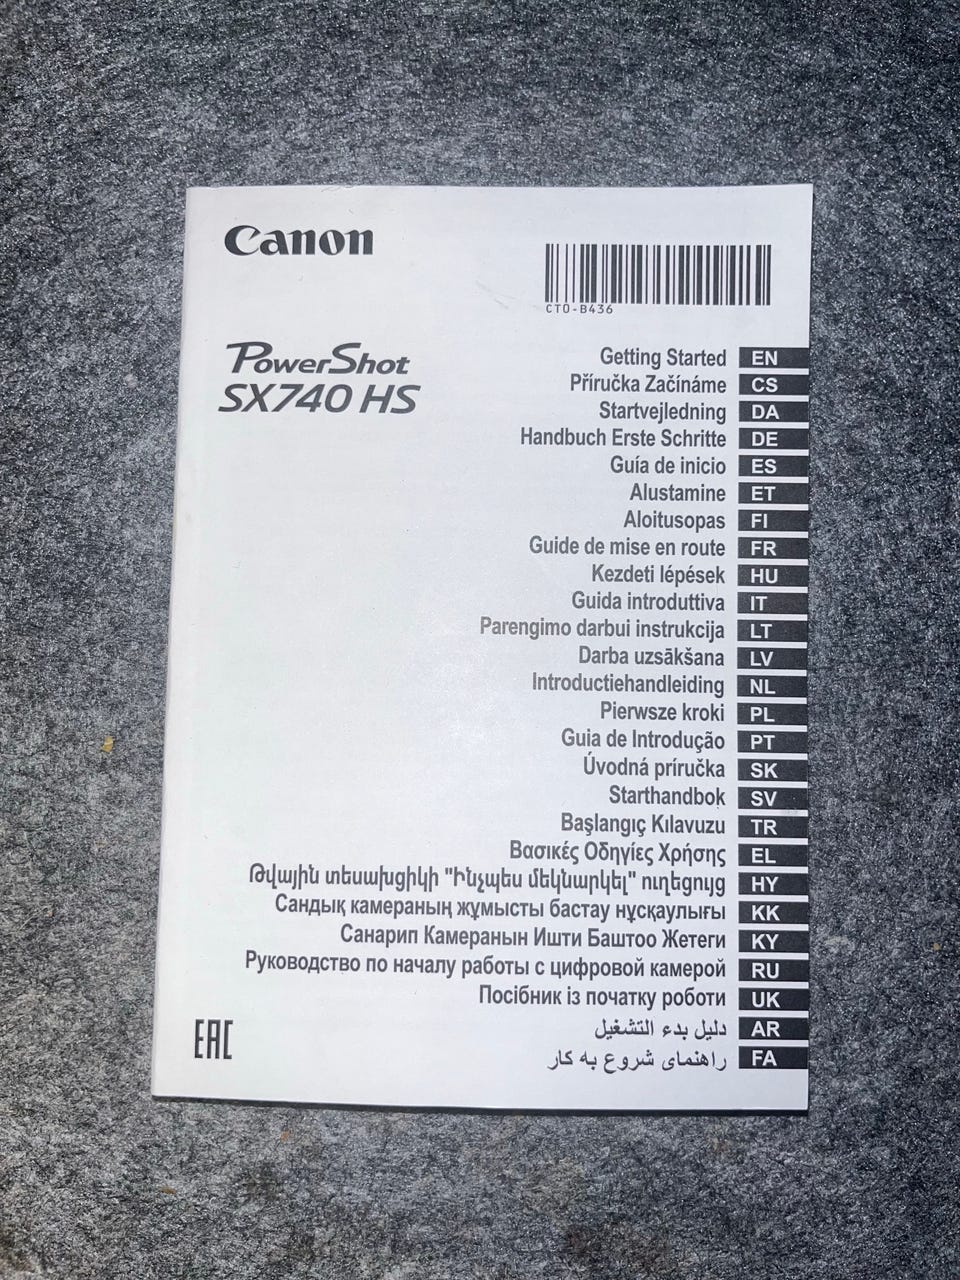 Canon
CT0-B436
PowerShot
SX740 HS
Getting Started EN
Příručka Začínáme CS
Startvejledning DA
Handbuch Erste Schritte DE
Guía de inicio ES
Alustamine ET
Aloitusopas FI
Guide de mise en route FR
Kezdeti lépések HU
Guida introduttiva IT
Parengimo darbui instrukcija LT
Darba uzsākšana LV
Introductiehandleiding NL
Pierwsze kroki PL
Guia de Introdução PT
Úvodná príručka SK
Starthandbok SV
Başlangıç Kılavuzu TR
Βασικές Οδηγίες Χρήσης EL
Թվային տեսախցիկի "Ինչպես մեկնարկել" ուղեցույց HY
Сандық камераның жұмысты бастау нұсқаулығы KK
Санарип Камеранын Ишти Баштоо Жетеги KY
Руководство по началу работы с цифровой камерой RU
Посібник із початку роботи UK
دليل بدء التشغيل AR
راهنمای شروع به کار FA
EAC